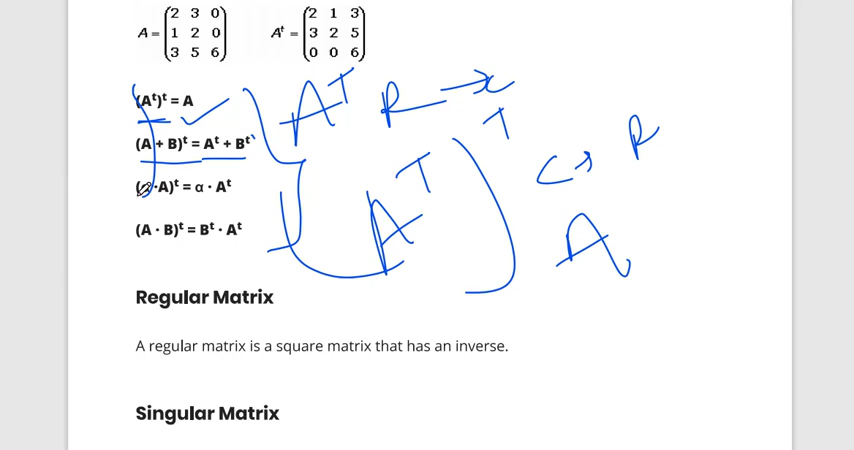 A = (2 3 0
1 2 0
3 5 6)
Aᵗ = (2 1 3
3 2 5
0 0 6)
(Aᵗ)ᵗ = A
(A + B)ᵗ = Aᵗ + Bᵗ
·A)ᵗ = α · Aᵗ
(A · B)ᵗ = Bᵗ · Aᵗ
Aᵀ R →
Aᵀ T
C → R
A
Regular Matrix
A regular matrix is a square matrix that has an inverse.
Singular Matrix